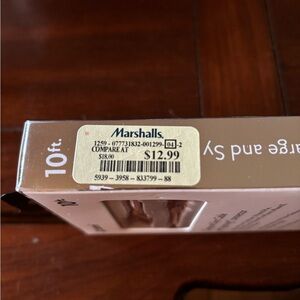 Marshalls.
1259 - 077731832-001299-04-2
COMPARE AT
$18.00 $12.99
5939 -- 3958 -- 833799 -- 88
10ft.
arge and Sy